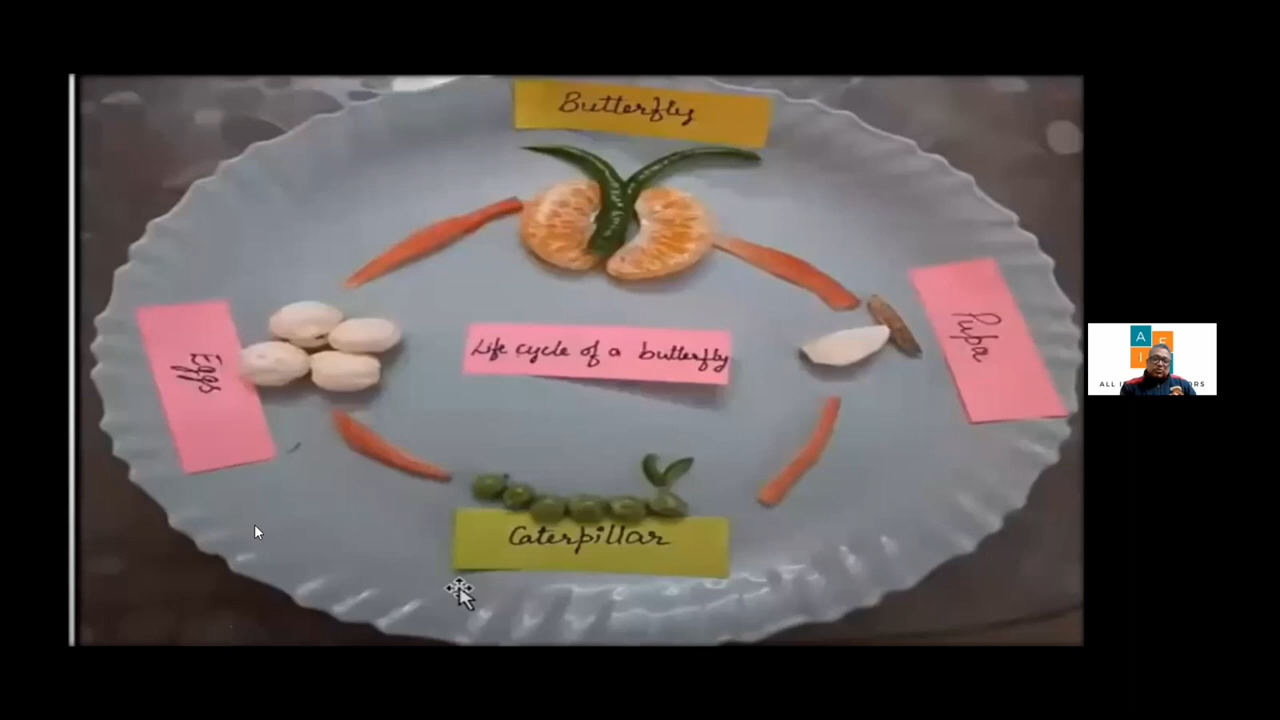 Butterfly
Eggs
Life cycle of a butterfly
Pupa
Caterpillar
A